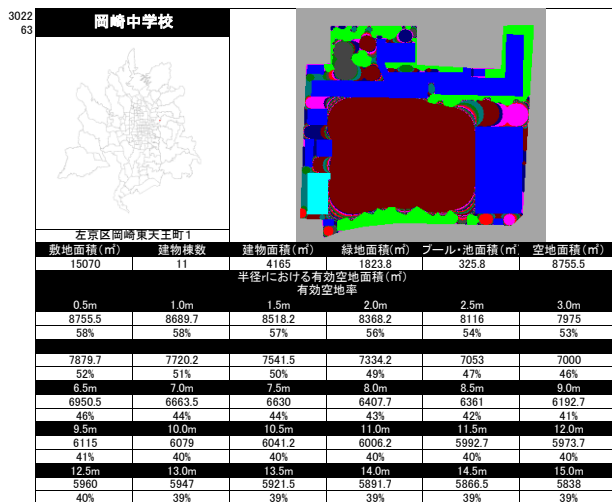 3022
63
岡崎中学校
左京区岡崎東天王町1
敷地面積(㎡) 建物棟数 建物面積(㎡) 緑地面積(㎡) プール・池面積(㎡) 空地面積(㎡)
15070 11 4165 1823.8 325.8 8755.5
半径rにおける有効空地面積(㎡)
有効空地率
0.5m 1.0m 1.5m 2.0m 2.5m 3.0m
8755.5 8689.7 8518.2 8368.2 8116 7975
58% 58% 57% 56% 54% 53%
7879.7 7720.2 7541.5 7334.2 7053 7000
52% 51% 50% 49% 47% 46%
6.5m 7.0m 7.5m 8.0m 8.5m 9.0m
6950.5 6663.5 6630 6407.7 6361 6192.7
46% 44% 44% 43% 42% 41%
9.5m 10.0m 10.5m 11.0m 11.5m 12.0m
6115 6079 6041.2 6006.2 5992.7 5973.7
41% 40% 40% 40% 40% 40%
12.5m 13.0m 13.5m 14.0m 14.5m 15.0m
5960 5947 5921.5 5891.7 5866.5 5838
40% 39% 39% 39% 39% 39%